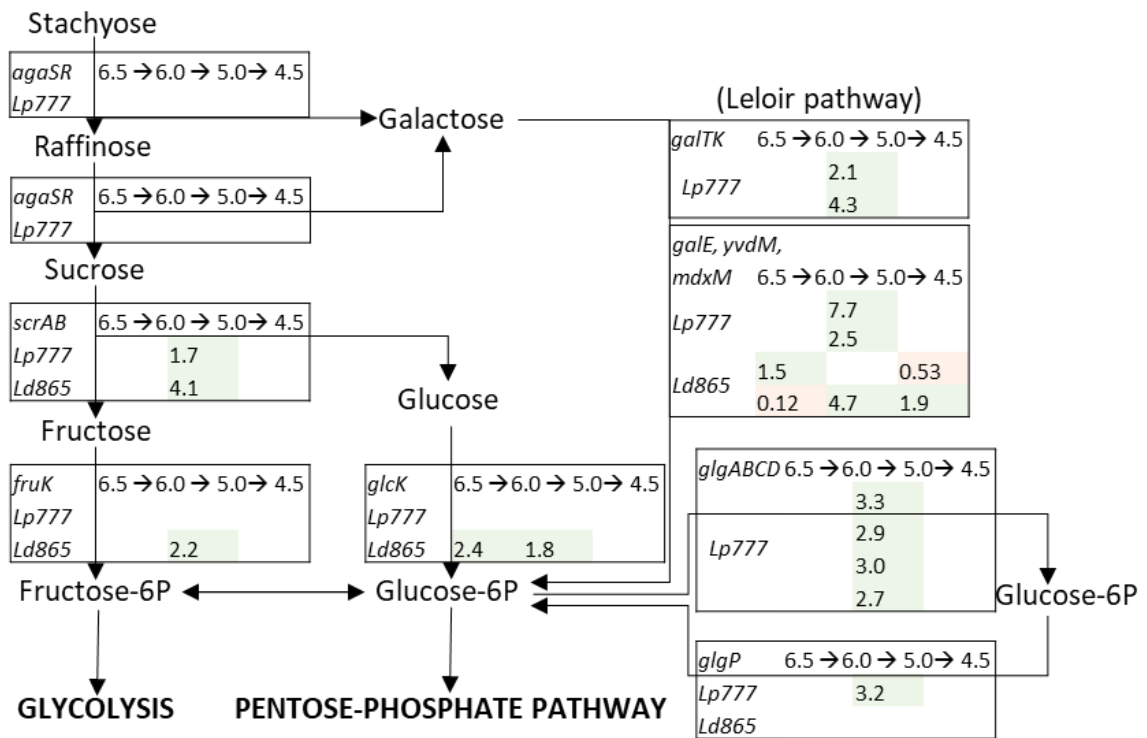 Stachyose
agaSR 6.5 →6.0 → 5.0→ 4.5
Lp777
Galactose
Raffinose
agaSR 6.5 →6.0 → 5.0→ 4.5
Lp777
Sucrose
scrAB 6.5 →6.0 → 5.0→ 4.5
Lp777 1.7
Ld865 4.1
Glucose
Fructose
fruK 6.5 →6.0 → 5.0→ 4.5
Lp777
Ld865 2.2
Fructose-6P
GLYCOLYSIS
glcK 6.5 →6.0 → 5.0→ 4.5
Lp777
Ld865 2.4 1.8
Glucose-6P
PENTOSE-PHOSPHATE PATHWAY
(Leloir pathway)
galTK 6.5 →6.0 → 5.0→ 4.5
Lp777 2.1
4.3
galE, yvdM,
mdxM 6.5 →6.0 → 5.0→ 4.5
Lp777 7.7
2.5
Ld865 1.5 0.53
0.12 4.7 1.9
glgABCD 6.5 →6.0 → 5.0→ 4.5
3.3
Lp777 2.9
3.0
2.7
Glucose-6P
glgP 6.5 →6.0 → 5.0→ 4.5
Lp777 3.2
Ld865